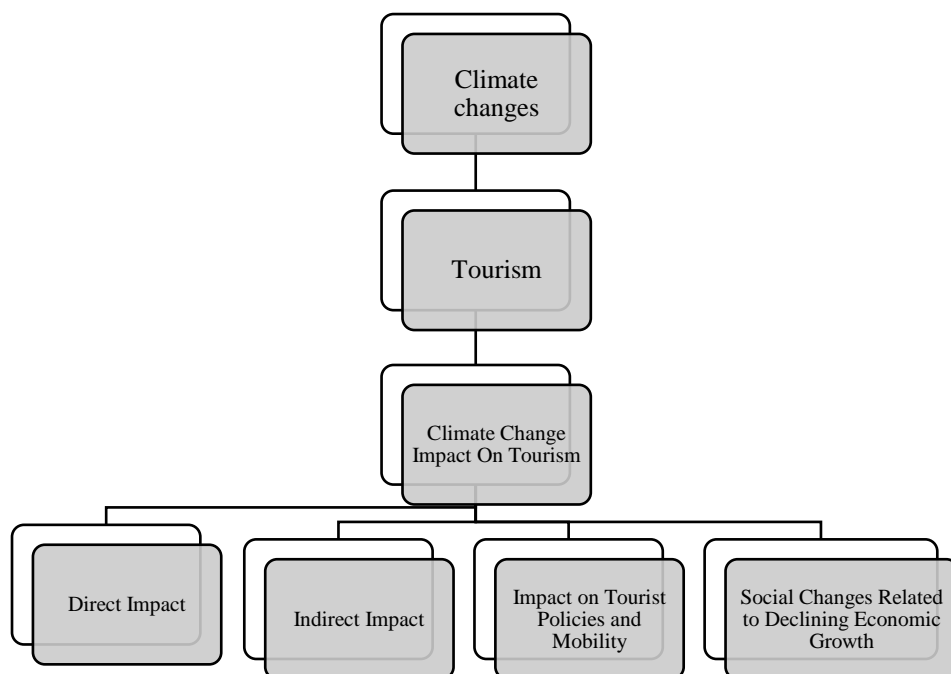 Climate
changes
Tourism
Climate Change
Impact On Tourism
Direct Impact
Indirect Impact
Impact on Tourist
Policies and
Mobility
Social Changes Related
to Declining Economic
Growth